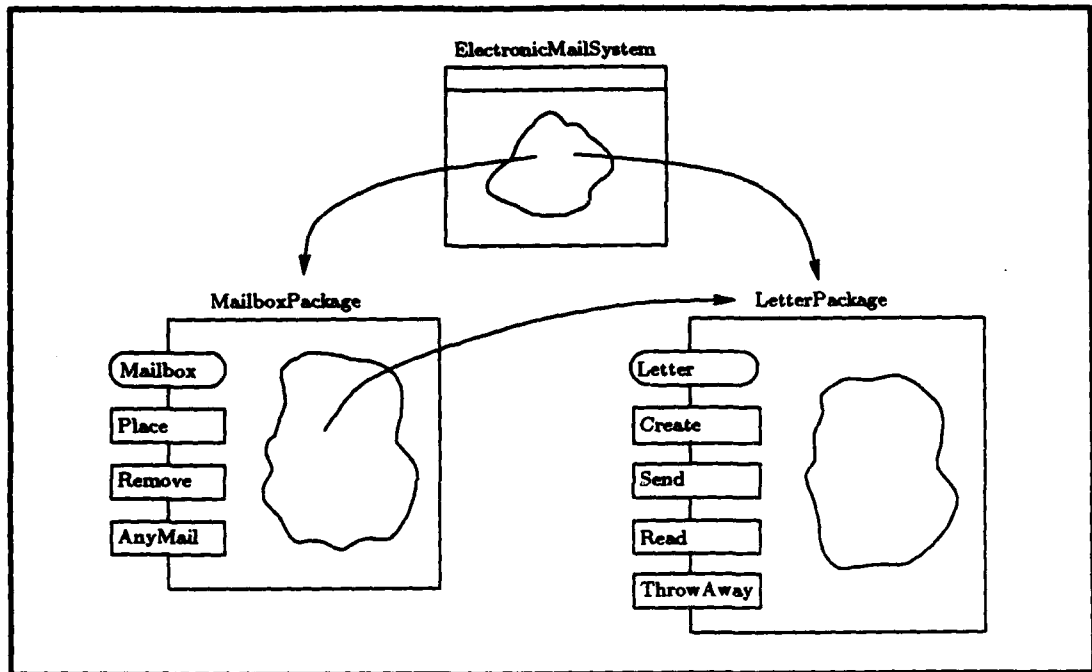 ElectronicMailSystem
MailboxPackage
Mailbox
Place
Remove
AnyMail
LetterPackage
Letter
Create
Send
Read
ThrowAway